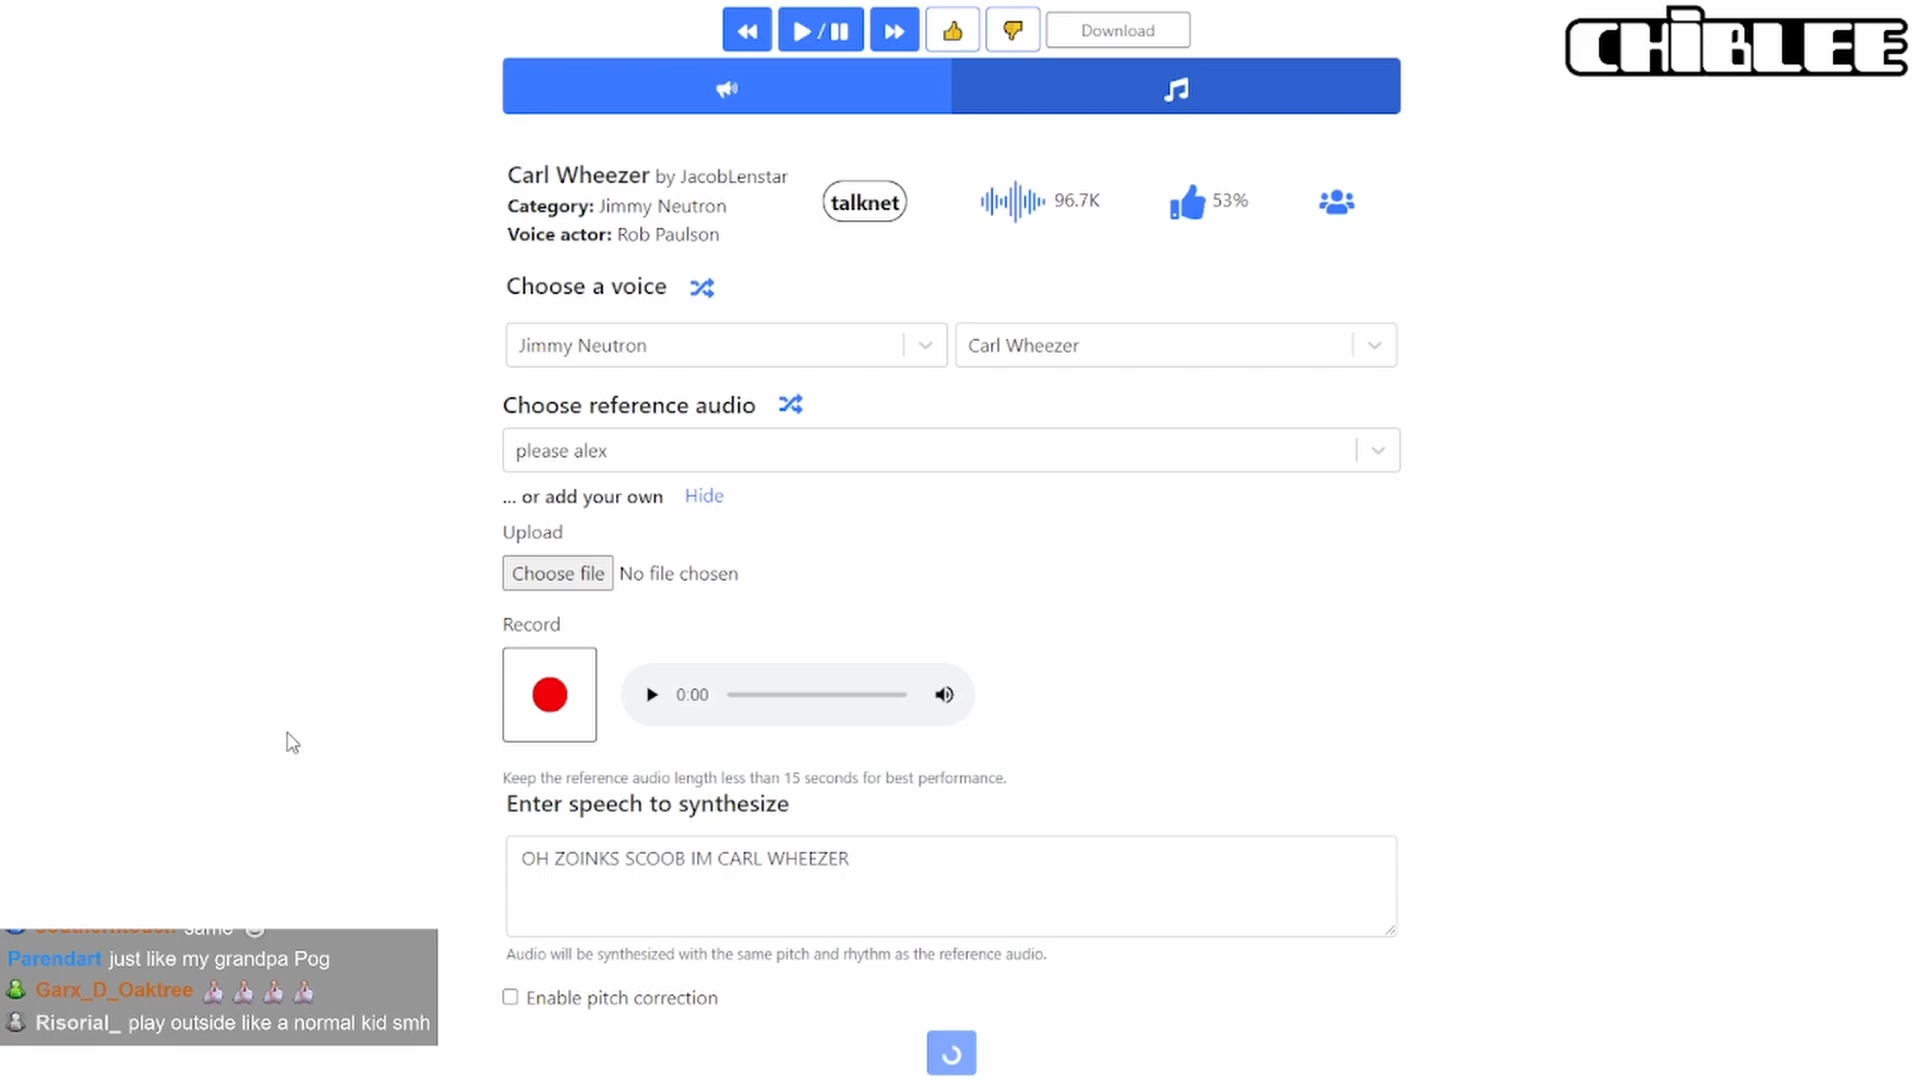 /
Download
CHiBLEE
Carl Wheezer by JacobLenstar
Category: Jimmy Neutron
Voice actor: Rob Paulson
talknet
96.7K
53%
Choose a voice
Jimmy Neutron
Carl Wheezer
Choose reference audio
please alex
... or add your own Hide
Upload
Choose file No file chosen
Record
0:00
Keep the reference audio length less than 15 seconds for best performance.
Enter speech to synthesize
OH ZOINKS SCOOB IM CARL WHEEZER
Audio will be synthesized with the same pitch and rhythm as the reference audio.
Enable pitch correction
same
Parendart just like my grandpa Pog
Garx_D_Oaktree
Risorial_ play outside like a normal kid smh